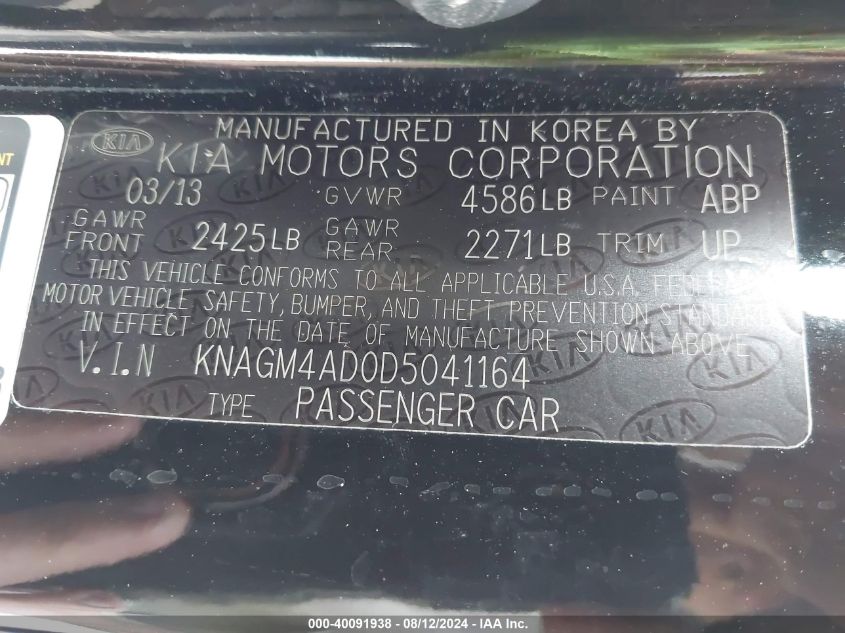 KIA
MANUFACTURED IN KOREA BY
KIA MOTORS CORPORATION
03/13 GVWR 4586LB PAINT ABP
GAWR FRONT 2425LB GAWR REAR 2271LB TRIM UP
THIS VEHICLE CONFORMS TO ALL APPLICABLE U.S.A. FEDERAL
MOTOR VEHICLE SAFETY, BUMPER, AND THEFT PREVENTION STANDARDS
IN EFFECT ON THE DATE OF MANUFACTURE SHOWN ABOVE
V.I.N KNAGM4AD0D5041164
TYPE PASSENGER CAR
000-40091938 - 08/12/2024 - IAA Inc.